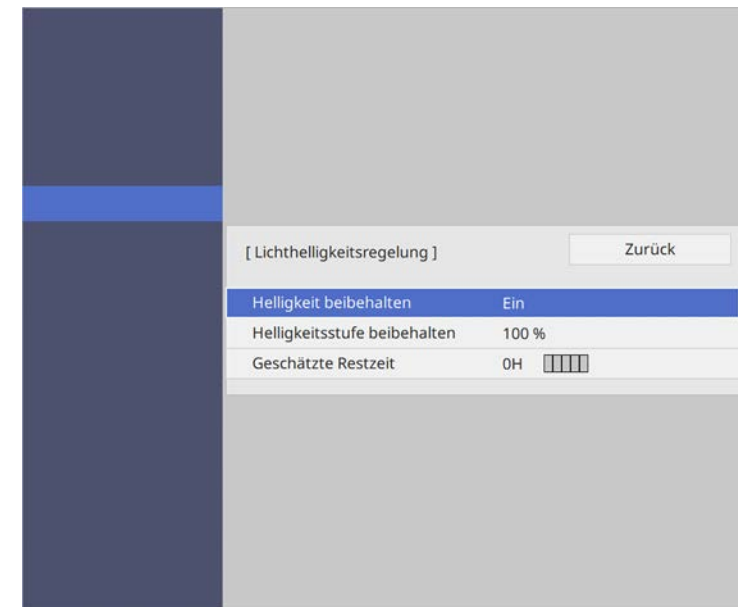 [ Lichthelligkeitsregelung ] Zurück
Helligkeit beibehalten Ein
Helligkeitsstufe beibehalten 100 %
Geschätzte Restzeit 0H